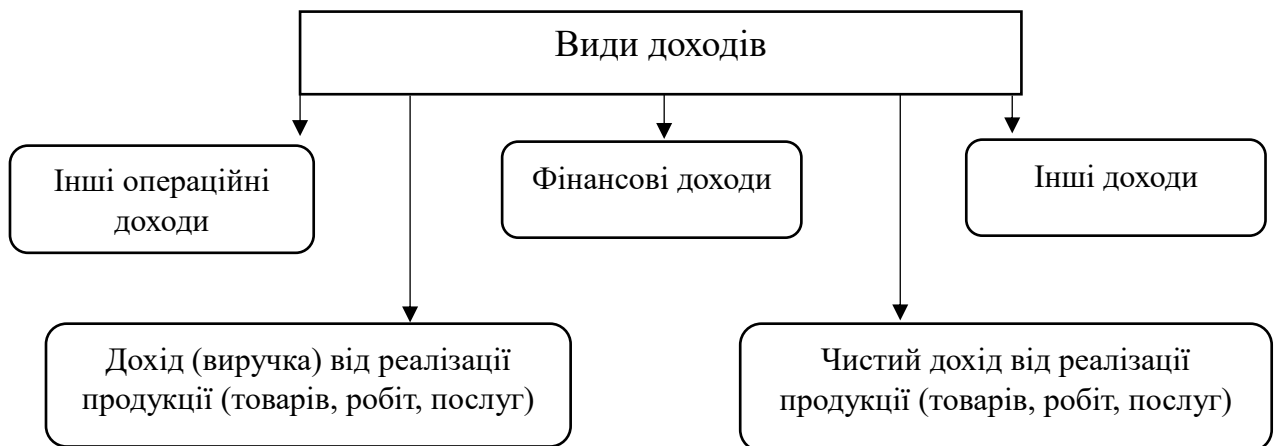 Види доходів
Інші операційні
доходи
Фінансові доходи
Інші доходи
Дохід (виручка) від реалізації
продукції (товарів, робіт, послуг)
Чистий дохід від реалізації
продукції (товарів, робіт, послуг)